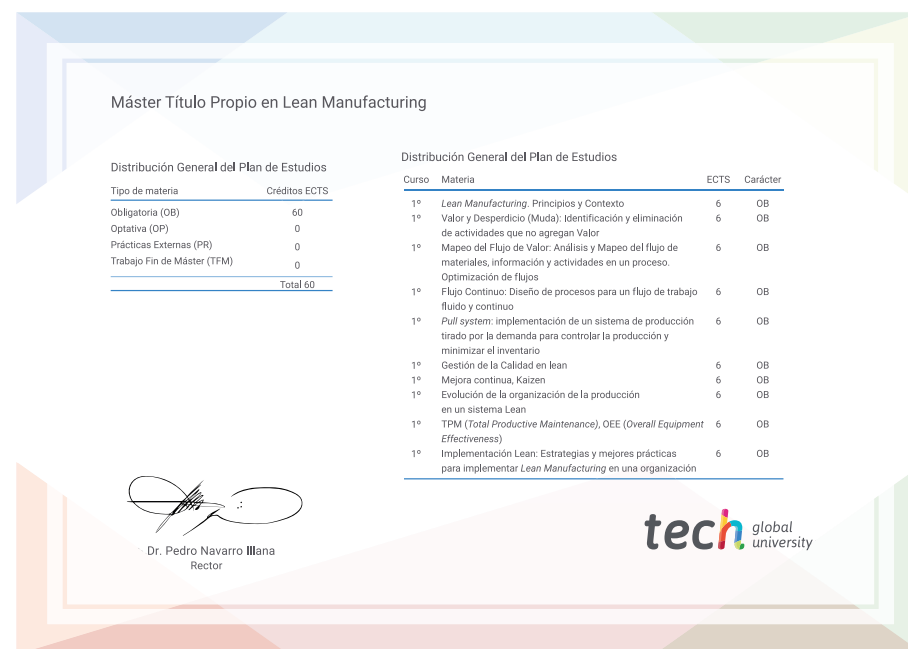 Máster Título Propio en Lean Manufacturing
Distribución General del Plan de Estudios
Tipo de materia Créditos ECTS
Obligatoria (OB) 60
Optativa (OP) 0
Prácticas Externas (PR) 0
Trabajo Fin de Máster (TFM) 0
Total 60
Distribución General del Plan de Estudios
Curso Materia ECTS Carácter
1º Lean Manufacturing. Principios y Contexto 6 OB
1º Valor y Desperdicio (Muda): Identificación y eliminación 6 OB
de actividades que no agregan Valor
1º Mapeo del Flujo de Valor: Análisis y Mapeo del flujo de 6 OB
materiales, información y actividades en un proceso.
Optimización de flujos
1º Flujo Continuo: Diseño de procesos para un flujo de trabajo 6 OB
fluido y continuo
1º Pull system: implementación de un sistema de producción 6 OB
tirado por la demanda para controlar la producción y
minimizar el inventario
1º Gestión de la Calidad en lean 6 OB
1º Mejora continua, Kaizen 6 OB
1º Evolución de la organización de la producción 6 OB
en un sistema Lean
1º TPM (Total Productive Maintenance), OEE (Overall Equipment 6 OB
Effectiveness)
1º Implementación Lean: Estrategias y mejores prácticas 6 OB
para implementar Lean Manufacturing en una organización
Dr. Pedro Navarro Illana
Rector
tech global
university